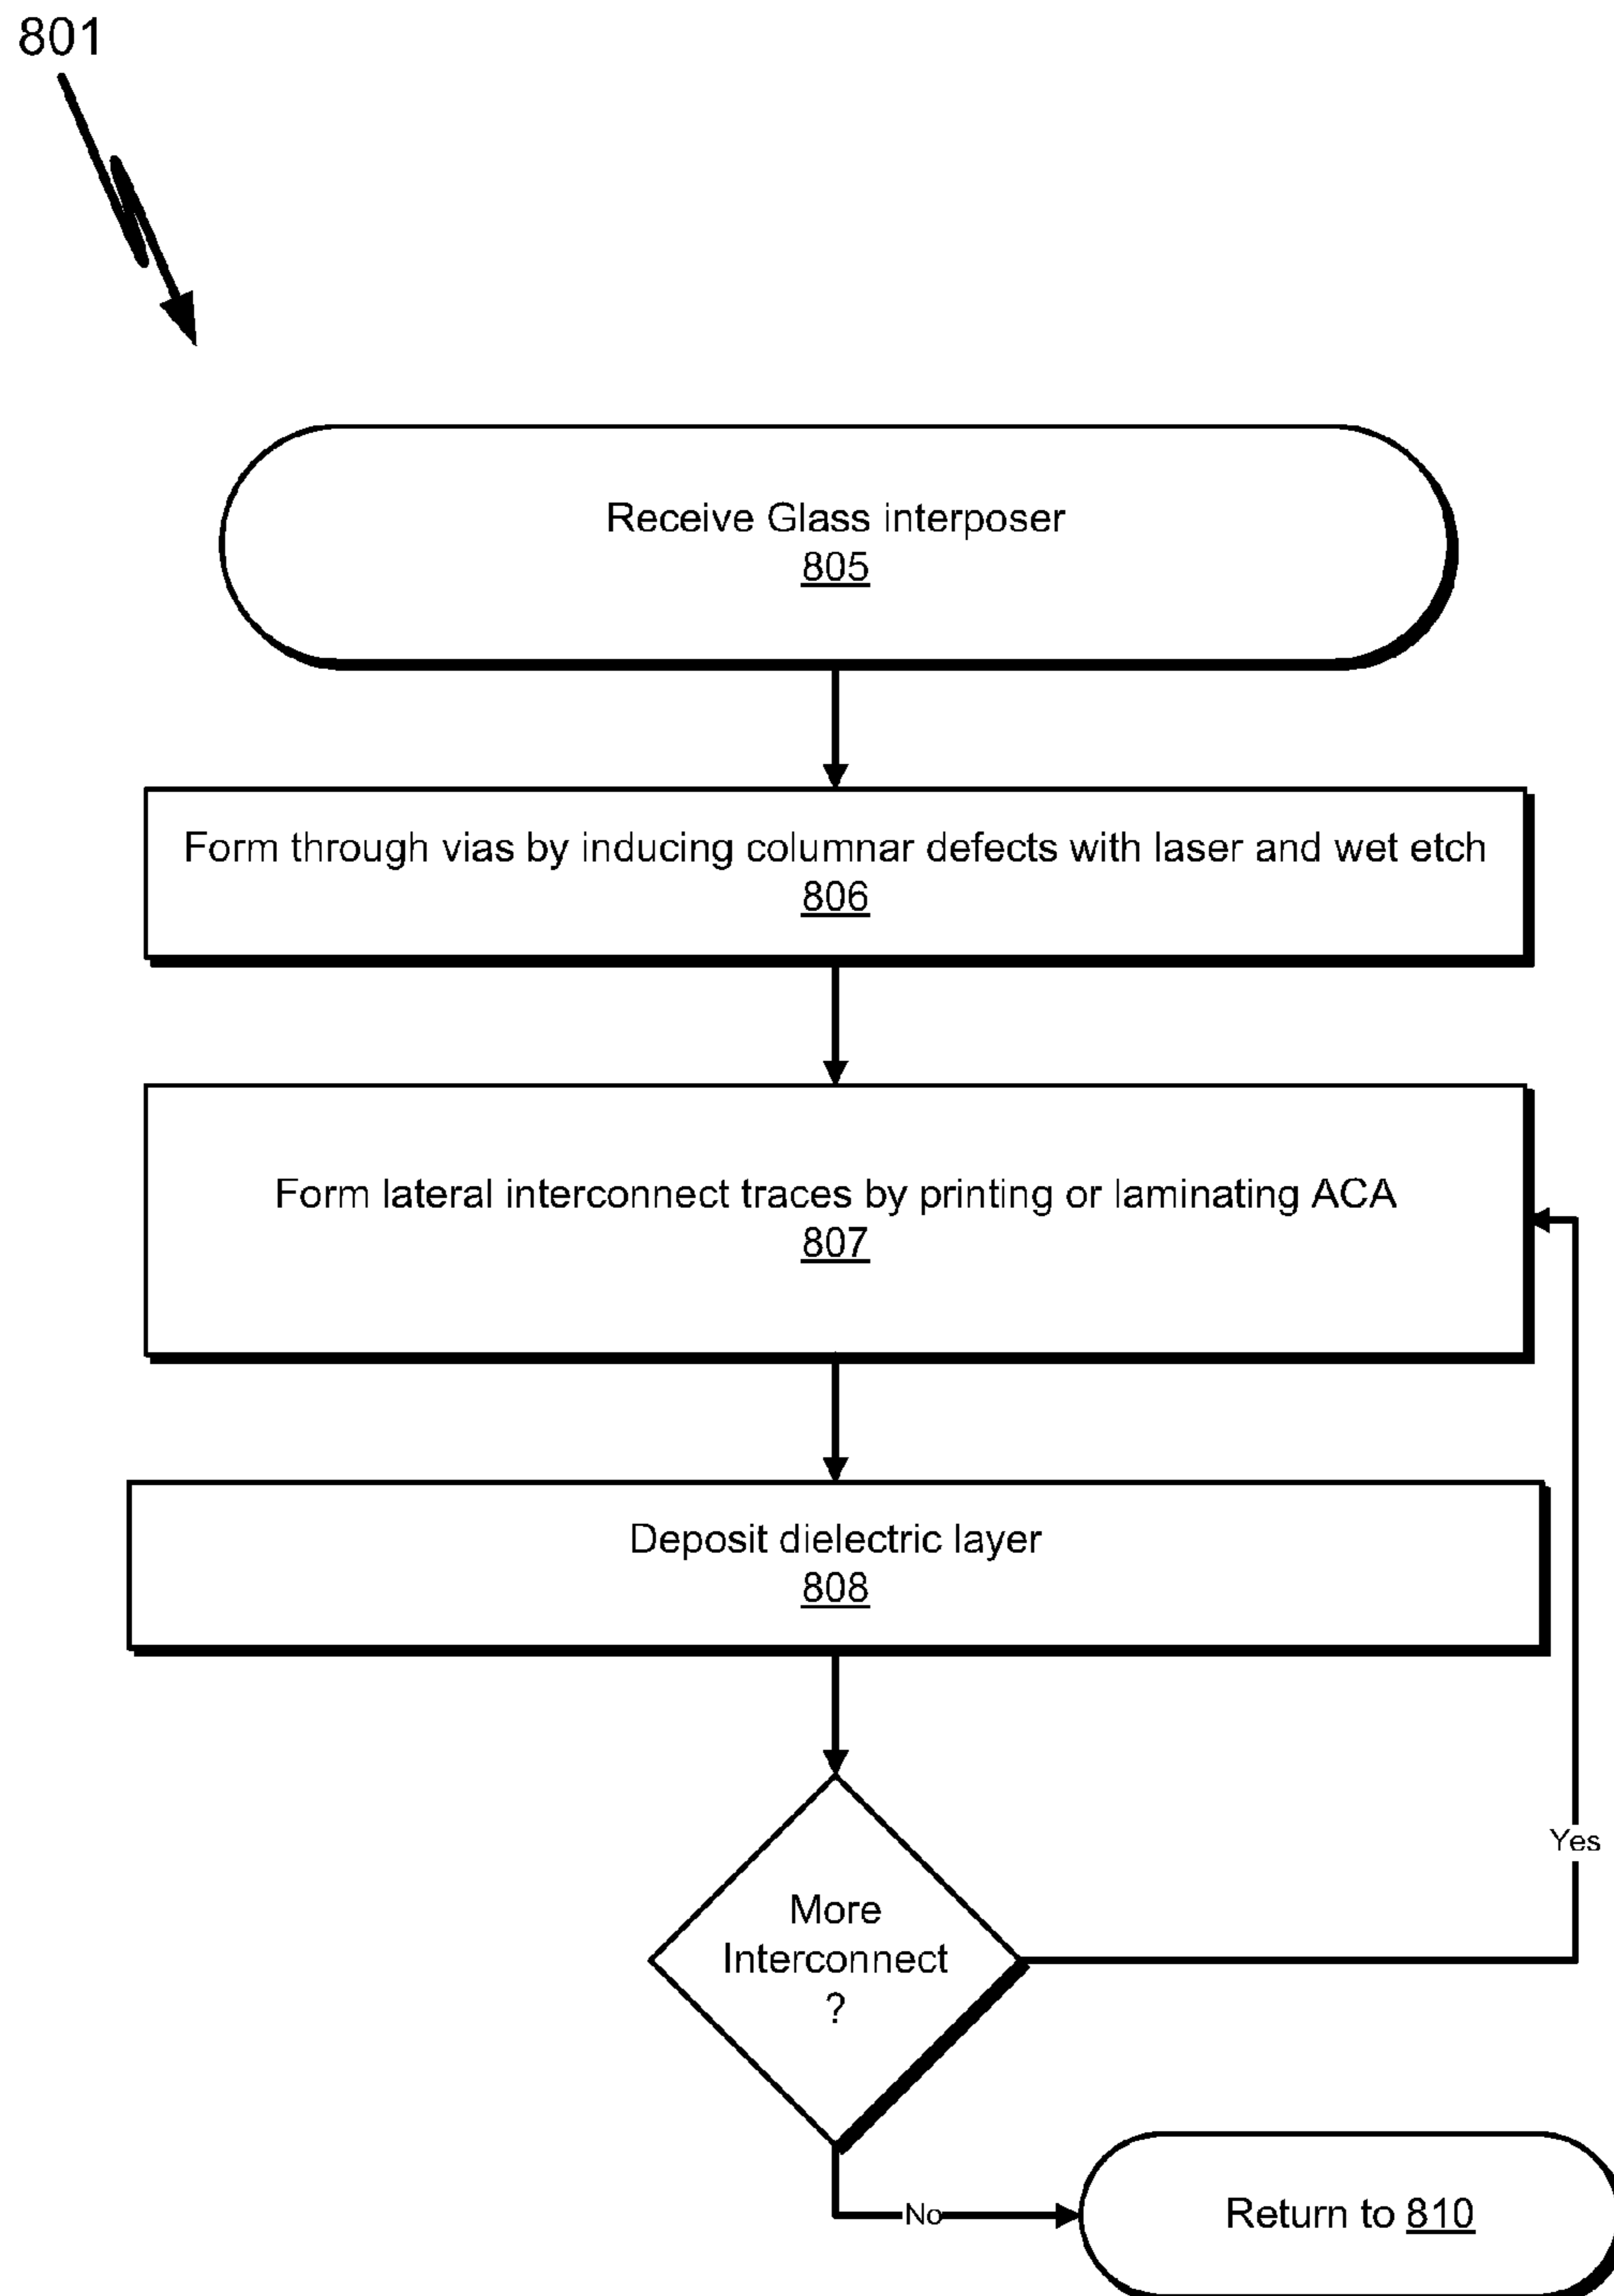 801
Receive Glass interposer
805
Form through vias by inducing columnar defects with laser and wet etch
806
Form lateral interconnect traces by printing or laminating ACA
807
Deposit dielectric layer
808
Yes
More
Interconnect
?
No
Return to 810